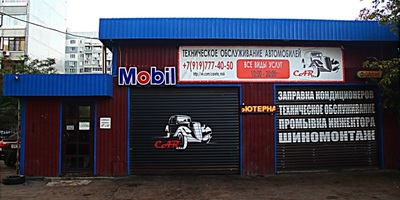 ТЕХНИЧЕСКОЕ ОБСЛУЖИВАНИЕ АВТОМОБИЛЕЙ
+7(919)777-40-50
ВСЕ ВИДЫ УСЛУГ
CAR
Mobil
ЮТЕРНА
ЗАПРАВКА КОНДИЦИОНЕРОВ
ТЕХНИЧЕСКОЕ ОБСЛУЖИВАНИЕ
ПРОМЫВКА ИНЖЕКТОРА
ШИНОМОНТАЖ
CAR